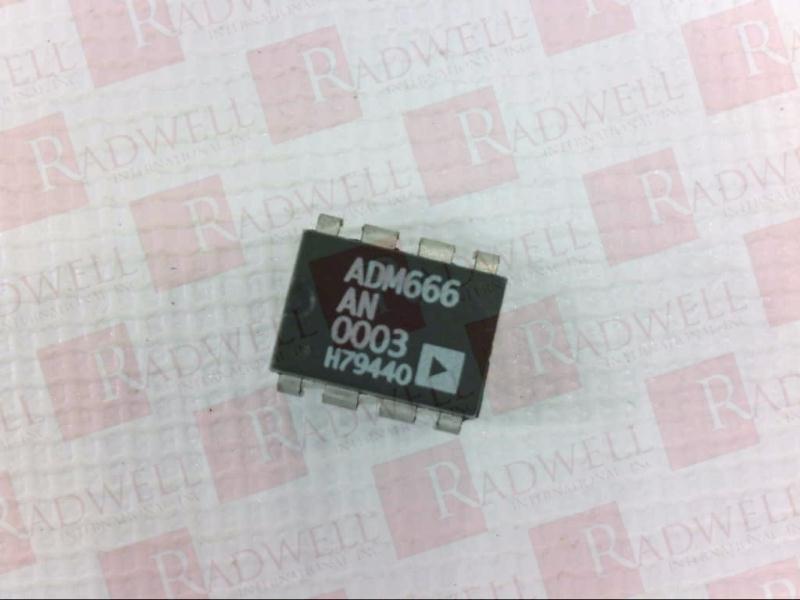 ADM666
AN
0003
H79440
RADWELL
INTERNATIONAL, INC.